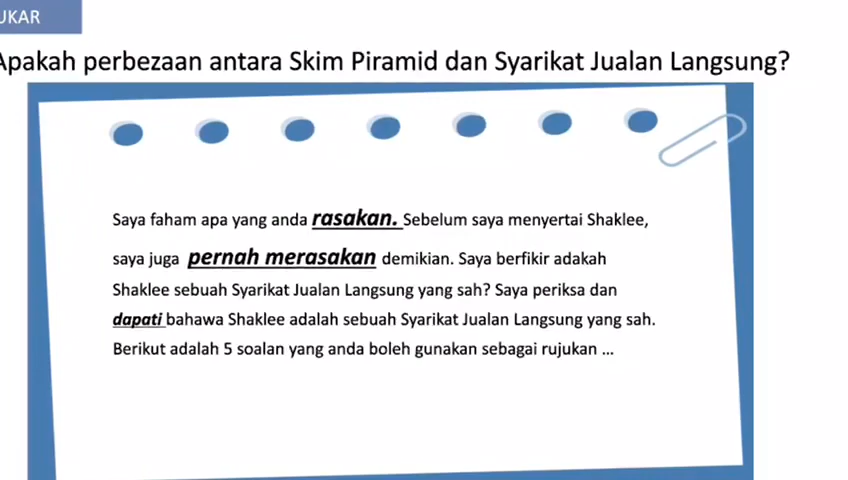 UKAR
Apakah perbezaan antara Skim Piramid dan Syarikat Jualan Langsung?
Saya faham apa yang anda rasakan. Sebelum saya menyertai Shaklee,
saya juga pernah merasakan demikian. Saya berfikir adakah
Shaklee sebuah Syarikat Jualan Langsung yang sah? Saya periksa dan
dapati bahawa Shaklee adalah sebuah Syarikat Jualan Langsung yang sah.
Berikut adalah 5 soalan yang anda boleh gunakan sebagai rujukan ...